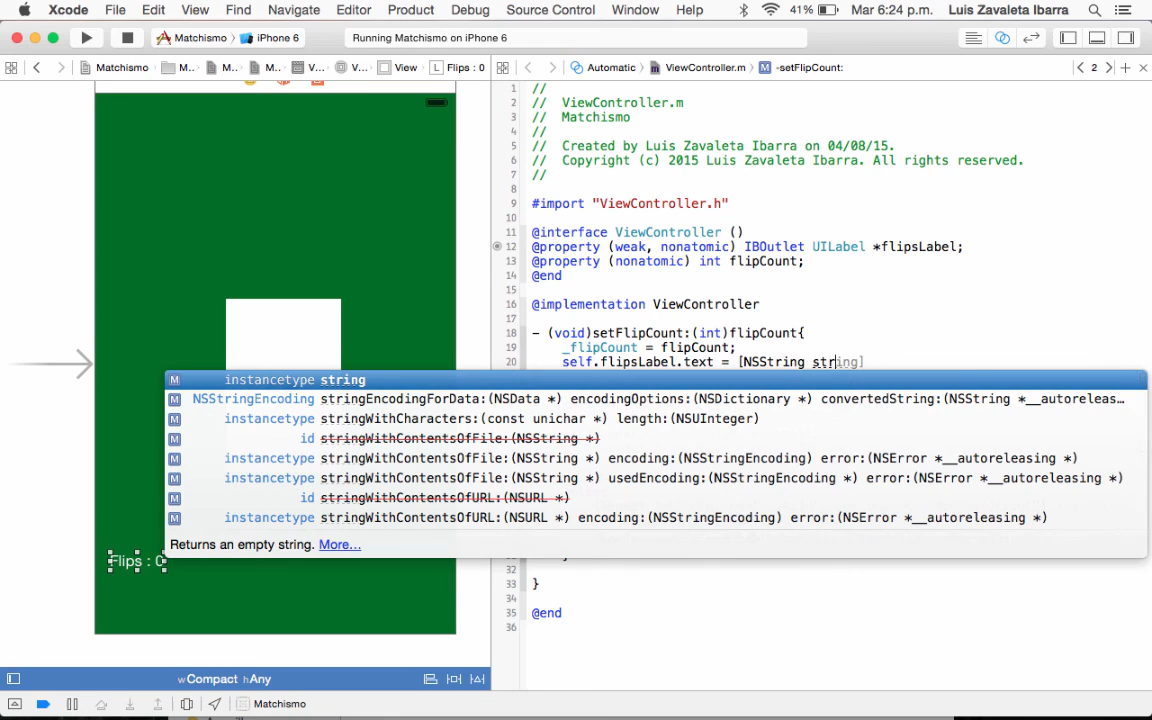 Xcode File Edit View Find Navigate Editor Product Debug Source Control Window Help 41% Mar 6:24 p.m. Luis Zavaleta Ibarra
Matchismo iPhone 6 Running Matchismo on iPhone 6
Matchismo M... M... M... V... V... View L Flips : 0 Automatic ViewController.m M -setFlipCount: 2
1 //
2 // ViewController.m
3 // Matchismo
4 //
5 // Created by Luis Zavaleta Ibarra on 04/08/15.
6 // Copyright (c) 2015 Luis Zavaleta Ibarra. All rights reserved.
7 //
8
9 #import "ViewController.h"
10
11 @interface ViewController ()
12 @property (weak, nonatomic) IBOutlet UILabel *flipsLabel;
13 @property (nonatomic) int flipCount;
14 @end
15
16 @implementation ViewController
17
18 - (void)setFlipCount:(int)flipCount{
19 _flipCount = flipCount;
20 self.flipsLabel.text = [NSString string]
M instancetype string
M NSStringEncoding stringEncodingForData:(NSData *) encodingOptions:(NSDictionary *) convertedString:(NSString *__autoreleas...
M instancetype stringWithCharacters:(const unichar *) length:(NSUInteger)
M id stringWithContentsOfFile:(NSString *)
M instancetype stringWithContentsOfFile:(NSString *) encoding:(NSStringEncoding) error:(NSError *__autoreleasing *)
M instancetype stringWithContentsOfFile:(NSString *) usedEncoding:(NSStringEncoding *) error:(NSError *__autoreleasing *)
M id stringWithContentsOfURL:(NSURL *)
M instancetype stringWithContentsOfURL:(NSURL *) encoding:(NSStringEncoding) error:(NSError *__autoreleasing *)
Returns an empty string. More...
Flips : 0
32
33 }
34
35 @end
36
wCompact hAny
Matchismo